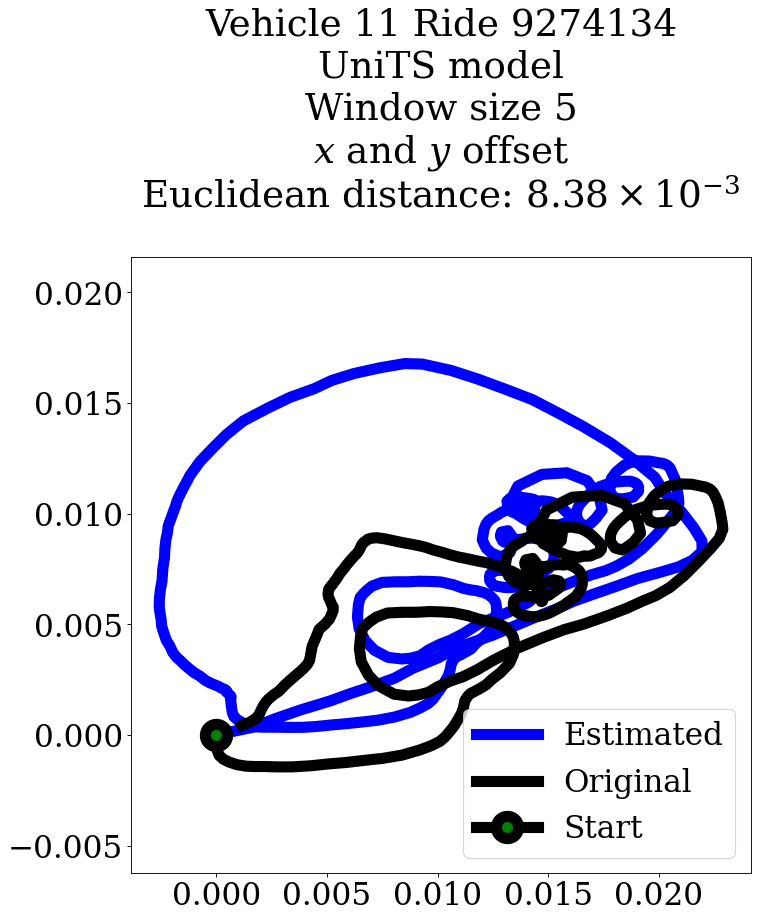 Vehicle 11 Ride 9274134
UniTS model
Window size 5
x and y offset
Euclidean distance: 8.38 × 10⁻³
0.020
0.015
0.010
0.005
0.000
−0.005
0.000 0.005 0.010 0.015 0.020
Estimated
Original
Start